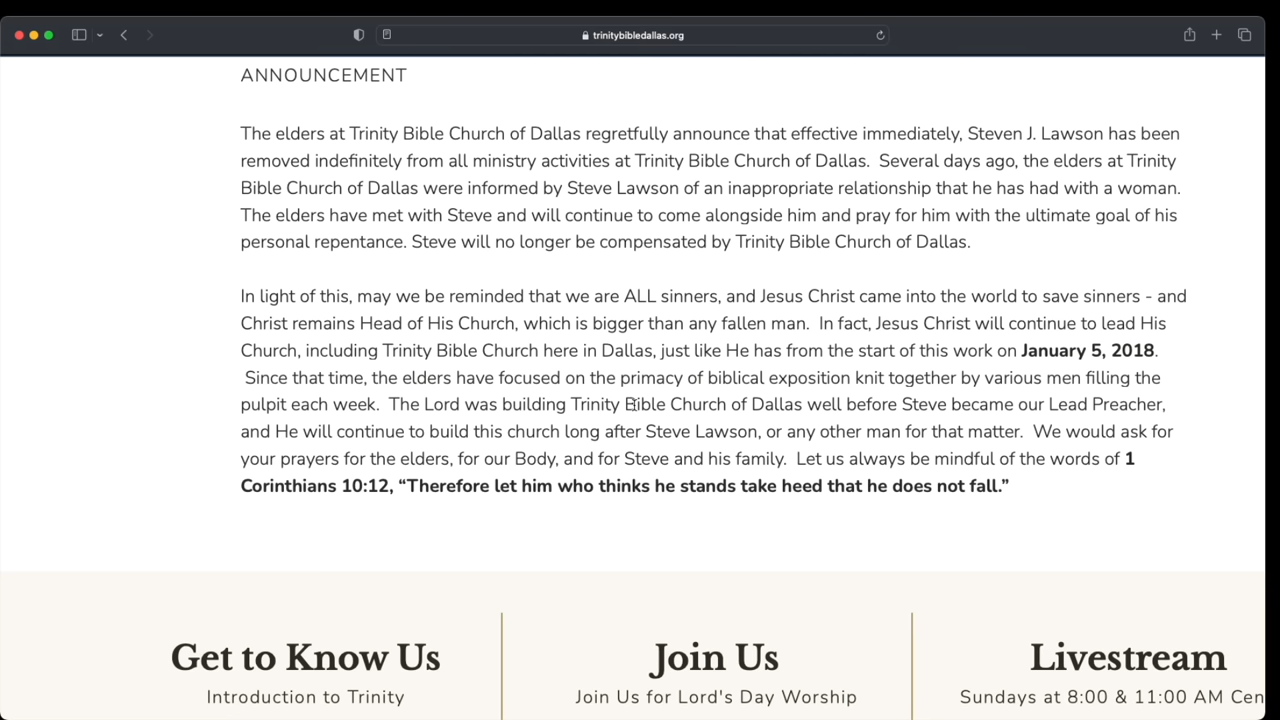 trinitybibledallas.org
ANNOUNCEMENT
The elders at Trinity Bible Church of Dallas regretfully announce that effective immediately, Steven J. Lawson has been
removed indefinitely from all ministry activities at Trinity Bible Church of Dallas.  Several days ago, the elders at Trinity
Bible Church of Dallas were informed by Steve Lawson of an inappropriate relationship that he has had with a woman.
The elders have met with Steve and will continue to come alongside him and pray for him with the ultimate goal of his
personal repentance. Steve will no longer be compensated by Trinity Bible Church of Dallas.
In light of this, may we be reminded that we are ALL sinners, and Jesus Christ came into the world to save sinners - and
Christ remains Head of His Church, which is bigger than any fallen man.  In fact, Jesus Christ will continue to lead His
Church, including Trinity Bible Church here in Dallas, just like He has from the start of this work on January 5, 2018.
Since that time, the elders have focused on the primacy of biblical exposition knit together by various men filling the
pulpit each week.  The Lord was building Trinity Bible Church of Dallas well before Steve became our Lead Preacher,
and He will continue to build this church long after Steve Lawson, or any other man for that matter.  We would ask for
your prayers for the elders, for our Body, and for Steve and his family.  Let us always be mindful of the words of 1
Corinthians 10:12, “Therefore let him who thinks he stands take heed that he does not fall.”
Get to Know Us
Introduction to Trinity
Join Us
Join Us for Lord's Day Worship
Livestream
Sundays at 8:00 & 11:00 AM Cen